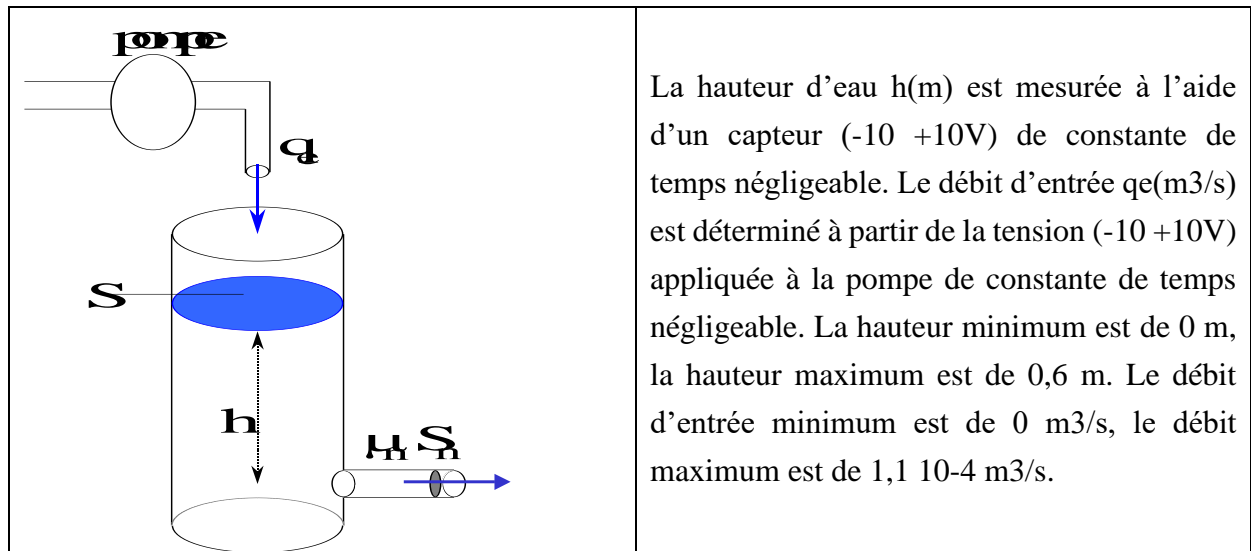 pompe
qe
S
h
μn Sn
La hauteur d’eau h(m) est mesurée à l’aide
d’un capteur (-10 +10V) de constante de
temps négligeable. Le débit d’entrée qe(m3/s)
est déterminé à partir de la tension (-10 +10V)
appliquée à la pompe de constante de temps
négligeable. La hauteur minimum est de 0 m,
la hauteur maximum est de 0,6 m. Le débit
d’entrée minimum est de 0 m3/s, le débit
maximum est de 1,1 10-4 m3/s.